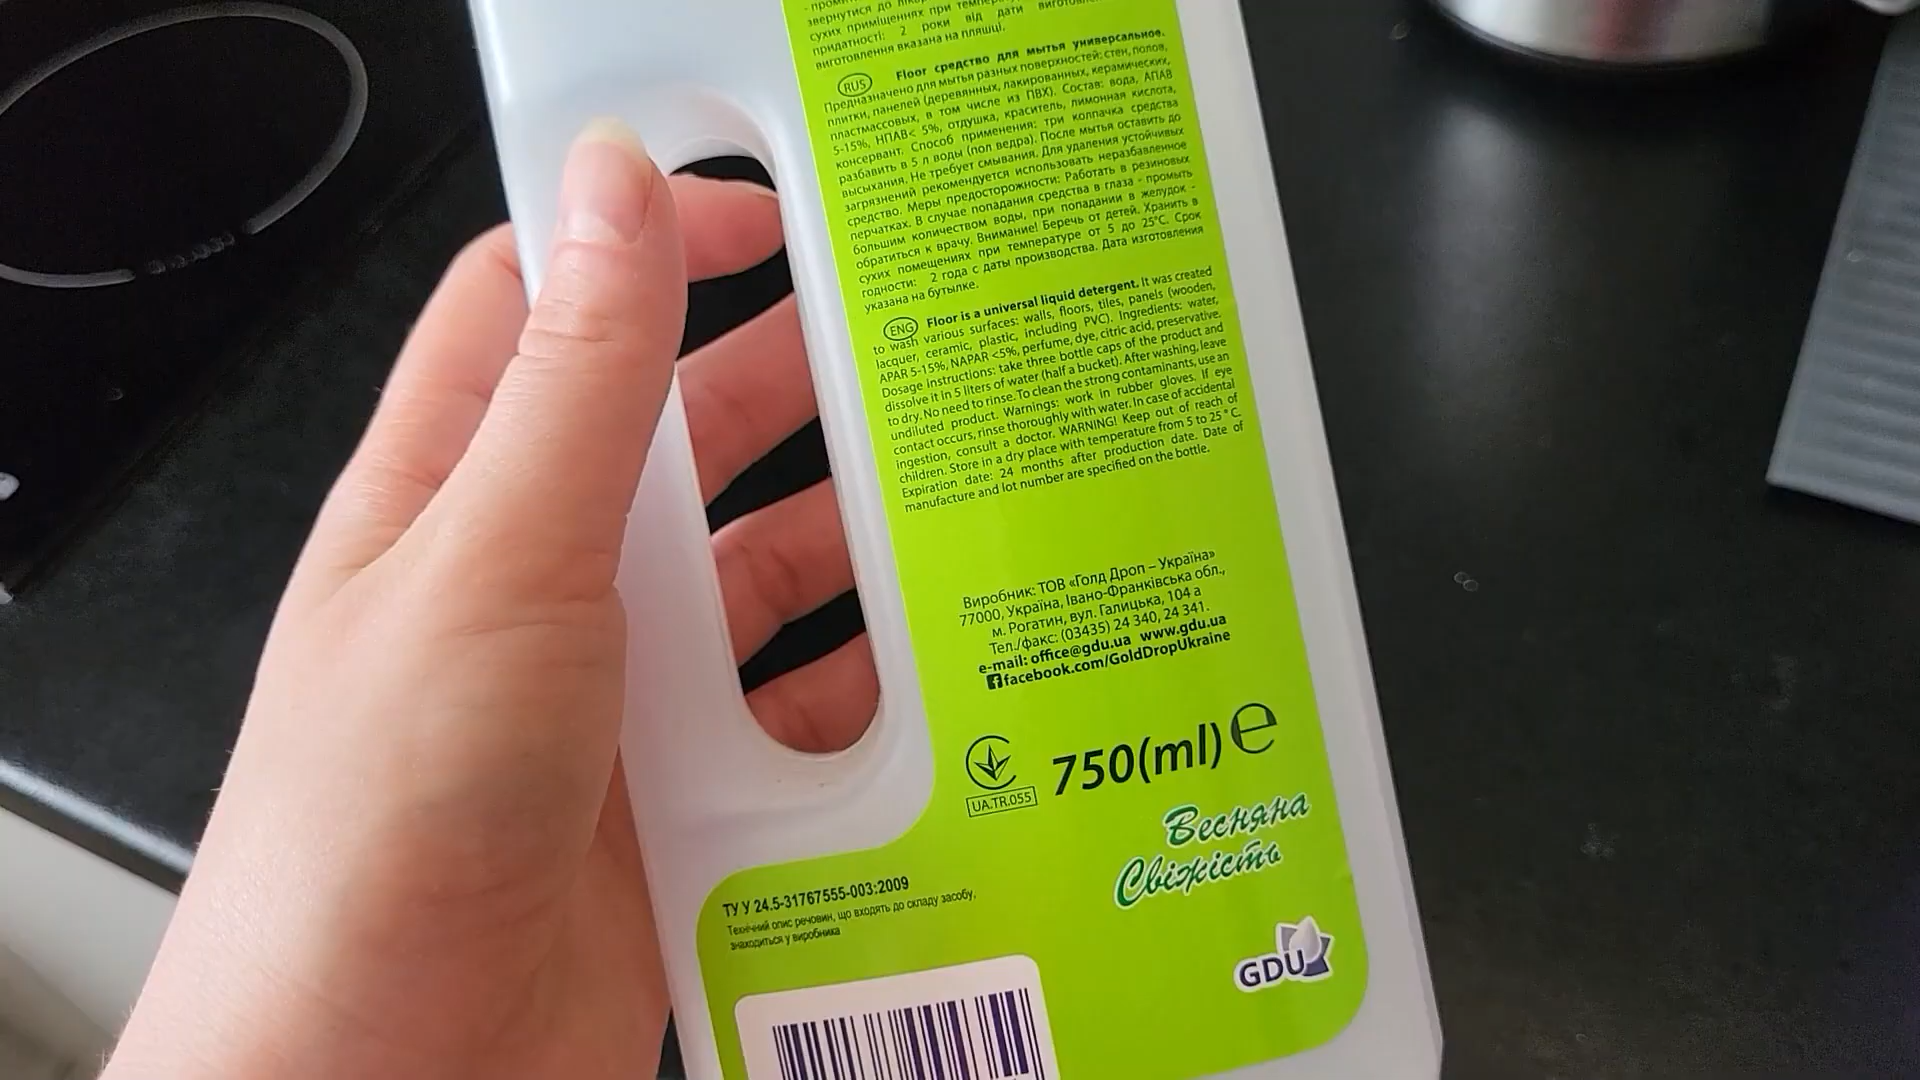 звернутися до лікаря
сухих приміщеннях при температурі
придатності: 2 роки від дати виготовлення
виготовлення вказана на пляшці.
RUS Floor средство для мытья универсальное.
Предназначено для мытья разных поверхностей: стен, полов,
плитки, панелей (деревянных, лакированных, керамических,
пластмассовых, в том числе из ПВХ). Состав: вода, АПАВ
5-15%, НПАВ< 5%, отдушка, краситель, лимонная кислота,
консервант. Способ применения: три колпачка средства
разбавить в 5 л воды (пол ведра). После мытья оставить до
высыхания. Не требует смывания. Для удаления устойчивых
загрязнений рекомендуется использовать неразбавленное
средство. Меры предосторожности: Работать в резиновых
перчатках. В случае попадания средства в глаза - промыть
большим количеством воды, при попадании в желудок -
обратиться к врачу. Внимание! Беречь от детей. Хранить в
сухих помещениях при температуре от 5 до 25°C. Срок
годности: 2 года с даты производства. Дата изготовления
указана на бутылке.
ENG Floor is a universal liquid detergent. It was created
to wash various surfaces: walls, floors, tiles, panels (wooden,
lacquer, ceramic, plastic, including PVC). Ingredients: water,
APAR 5-15%, NAPAR <5%, perfume, dye, citric acid, preservative.
Dosage Instructions: take three bottle caps of the product and
dissolve it in 5 liters of water (half a bucket). After washing, leave
to dry. No need to rinse. To clean the strong contaminants, use an
undiluted product. Warnings: work in rubber gloves. If eye
contact occurs, rinse thoroughly with water. In case of accidental
ingestion, consult a doctor. WARNING! Keep out of reach of
children. Store in a dry place with temperature from 5 to 25 °C.
Expiration date: 24 months after production date. Date of
manufacture and lot number are specified on the bottle.
Виробник: ТОВ «Голд Дроп – Україна»
77000, Україна, Івано-Франківська обл.,
м. Рогатин, вул. Галицька, 104 а
Тел./факс: (03435) 24 340, 24 341.
e-mail: office@gdu.ua www.gdu.ua
facebook.com/GoldDropUkraine
UA.TR.055
750(ml) e
Весняна
Свіжість
ТУ У 24.5-31767555-003:2009
Технічний опис речовин, що входять до складу засобу,
знаходиться у виробника
GDU